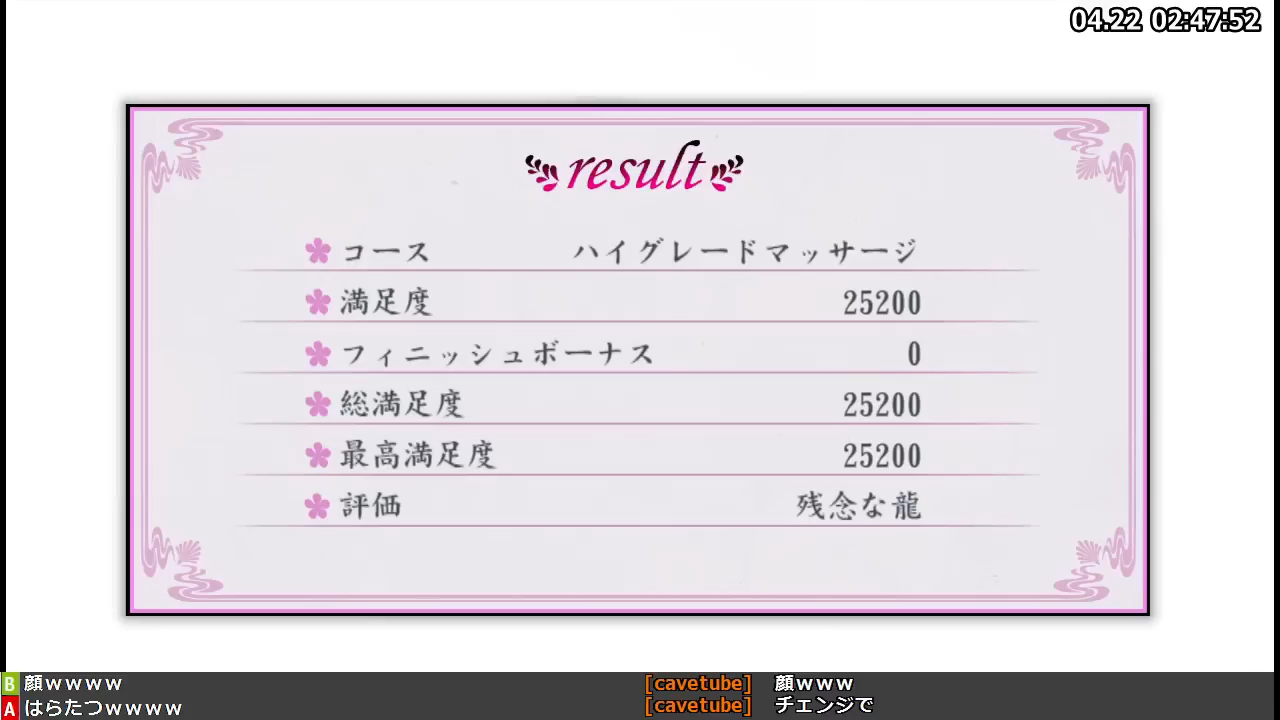 04.22 02:47:52
result
コース ハイグレードマッサージ
満足度 25200
フィニッシュボーナス 0
総満足度 25200
最高満足度 25200
評価 残念な龍
B 顔ｗｗｗｗ [cavetube] 顔ｗｗｗ
A はらたつｗｗｗｗ [cavetube] チェンジで